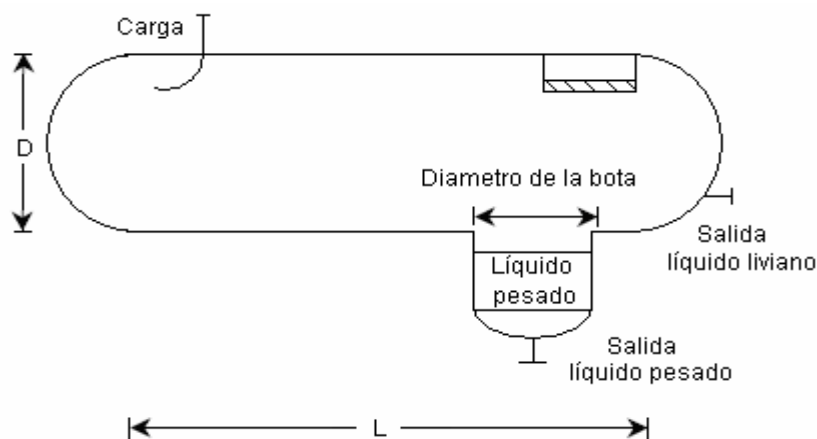 Carga
D
Diametro de la bota
Salida
líquido liviano
Líquido
pesado
Salida
líquido pesado
L